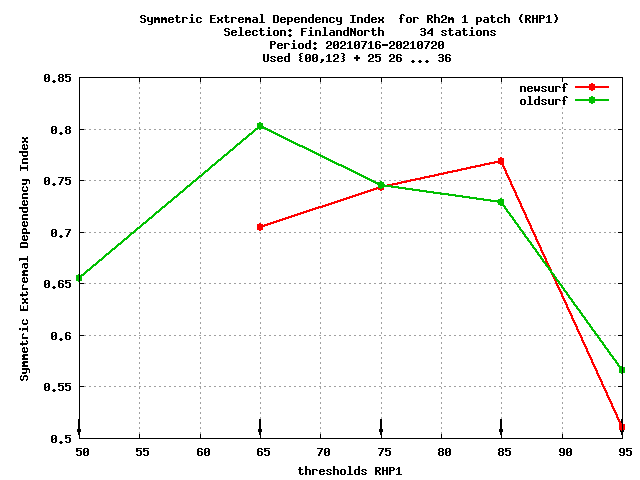 Symmetric Extremal Dependency Index  for Rh2m 1 patch (RHP1)
Selection: FinlandNorth     34 stations
Period: 20210716-20210720
Used {00,12} + 25 26 ... 36
newsurf
oldsurf
0.85
0.8
0.75
0.7
0.65
0.6
0.55
0.5
Symmetric Extremal Dependency Index
50 55 60 65 70 75 80 85 90 95
thresholds RHP1